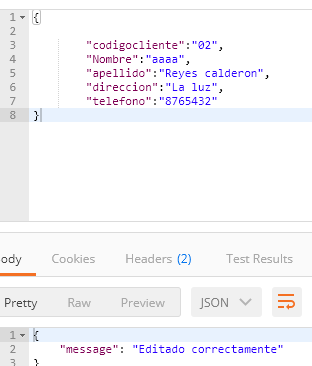 1 {
2
3 "codigocliente":"02",
4 "Nombre":"aaaa",
5 "apellido":"Reyes calderon",
6 "direccion":"La luz",
7 "telefono":"8765432"
8 }
ody Cookies Headers (2) Test Results
Pretty Raw Preview JSON
1 {
2 "message": "Editado correctamente"
3 }